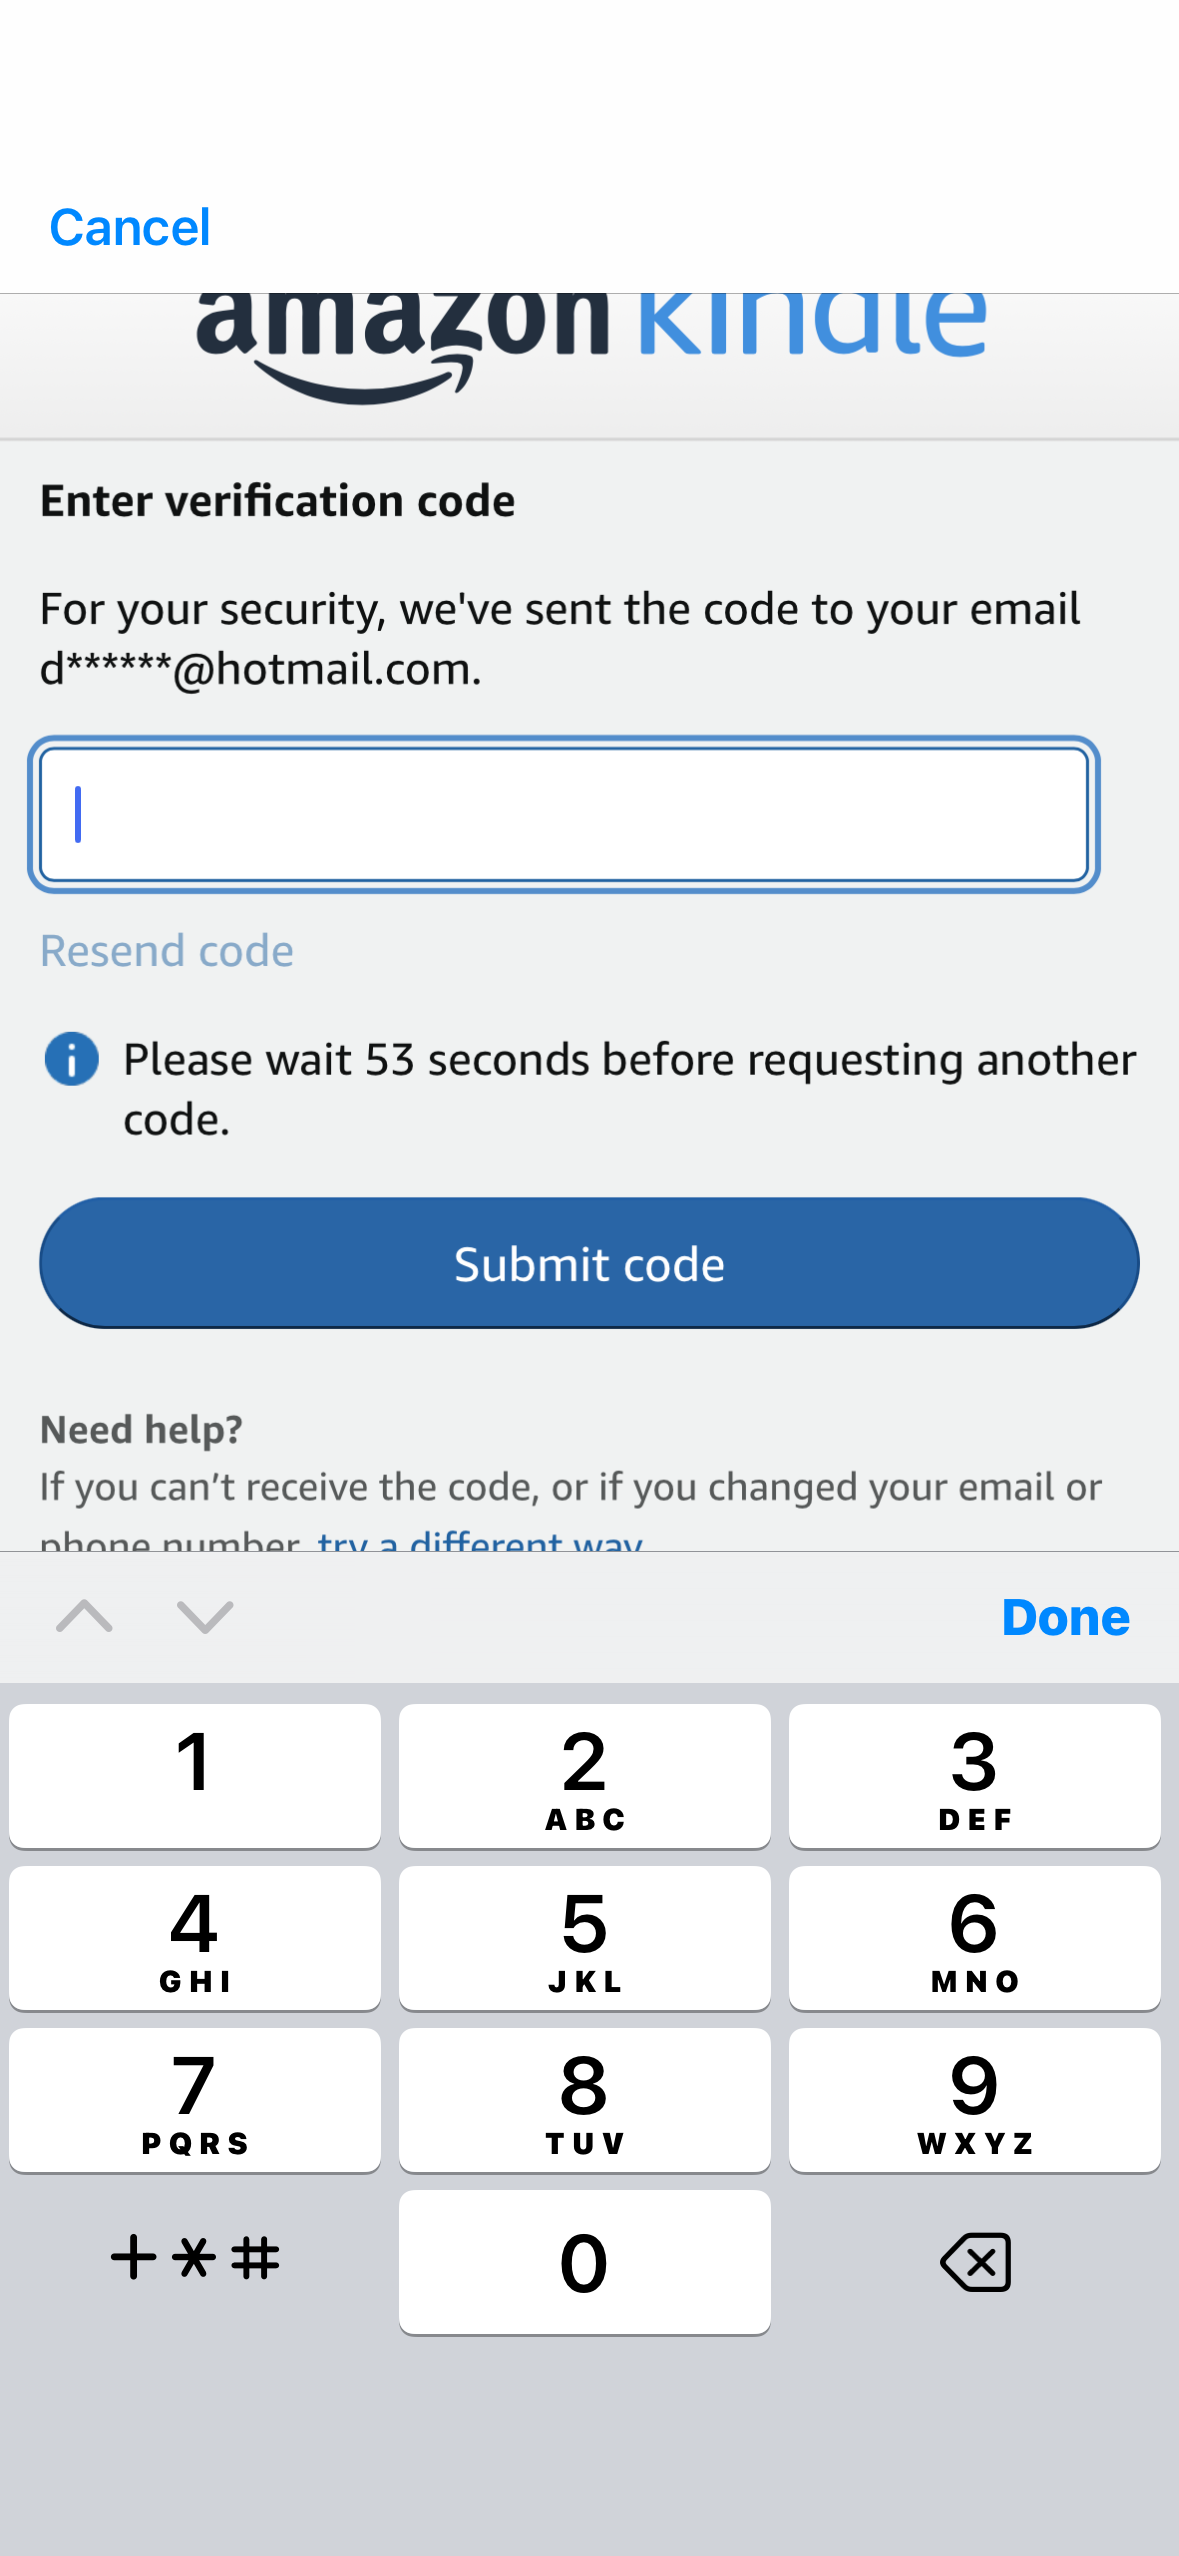 Cancel
amazon kindle
Enter verification code
For your security, we've sent the code to your email
d******@hotmail.com.
Resend code
Please wait 53 seconds before requesting another
code.
Submit code
Need help?
If you can’t receive the code, or if you changed your email or
phone number, try a different way
Done
1
2
ABC
3
DEF
4
GHI
5
JKL
6
MNO
7
PQRS
8
TUV
9
WXYZ
+*#
0